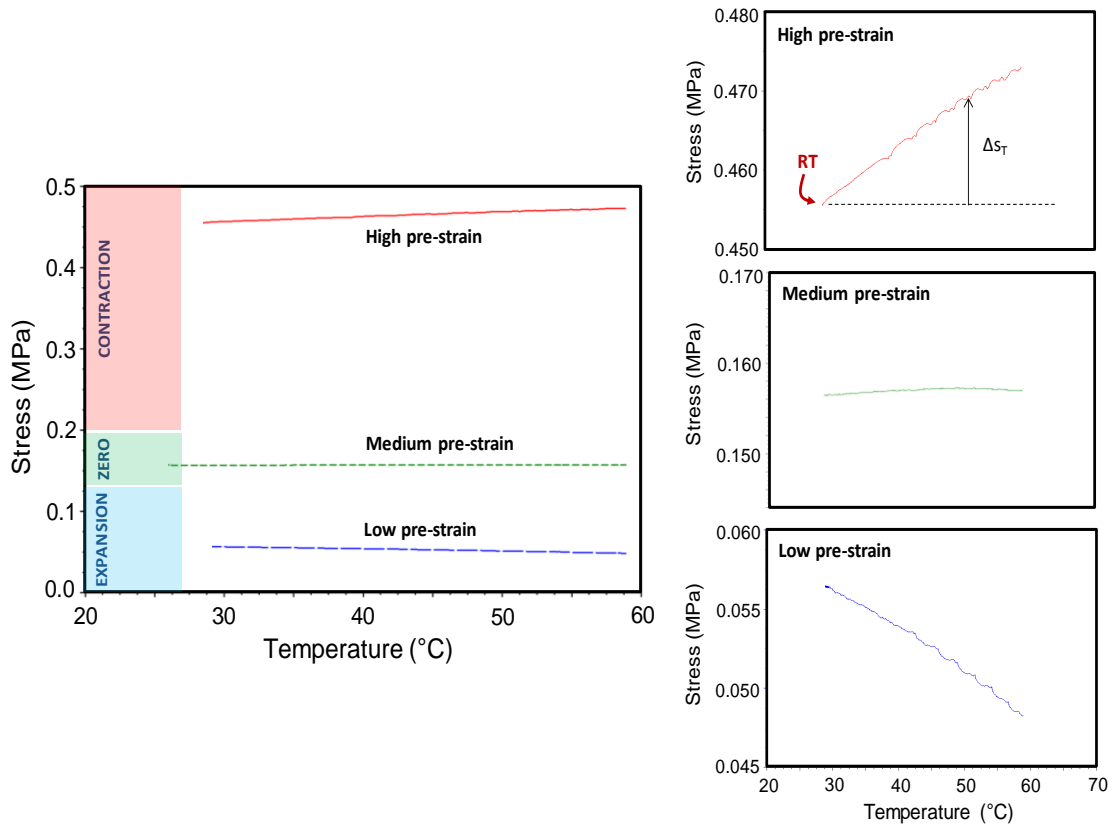 0.5
0.4
0.3
0.2
0.1
0.0
Stress (MPa)
CONTRACTION
ZERO
EXPANSION
High pre-strain
Medium pre-strain
Low pre-strain
20
30
40
50
60
Temperature (°C)
0.480
0.470
0.460
0.450
Stress (MPa)
High pre-strain
RT
ΔsT
0.170
0.160
0.150
Stress (MPa)
Medium pre-strain
0.060
0.055
0.050
0.045
Stress (MPa)
Low pre-strain
20
30
40
50
60
70
Temperature (°C)